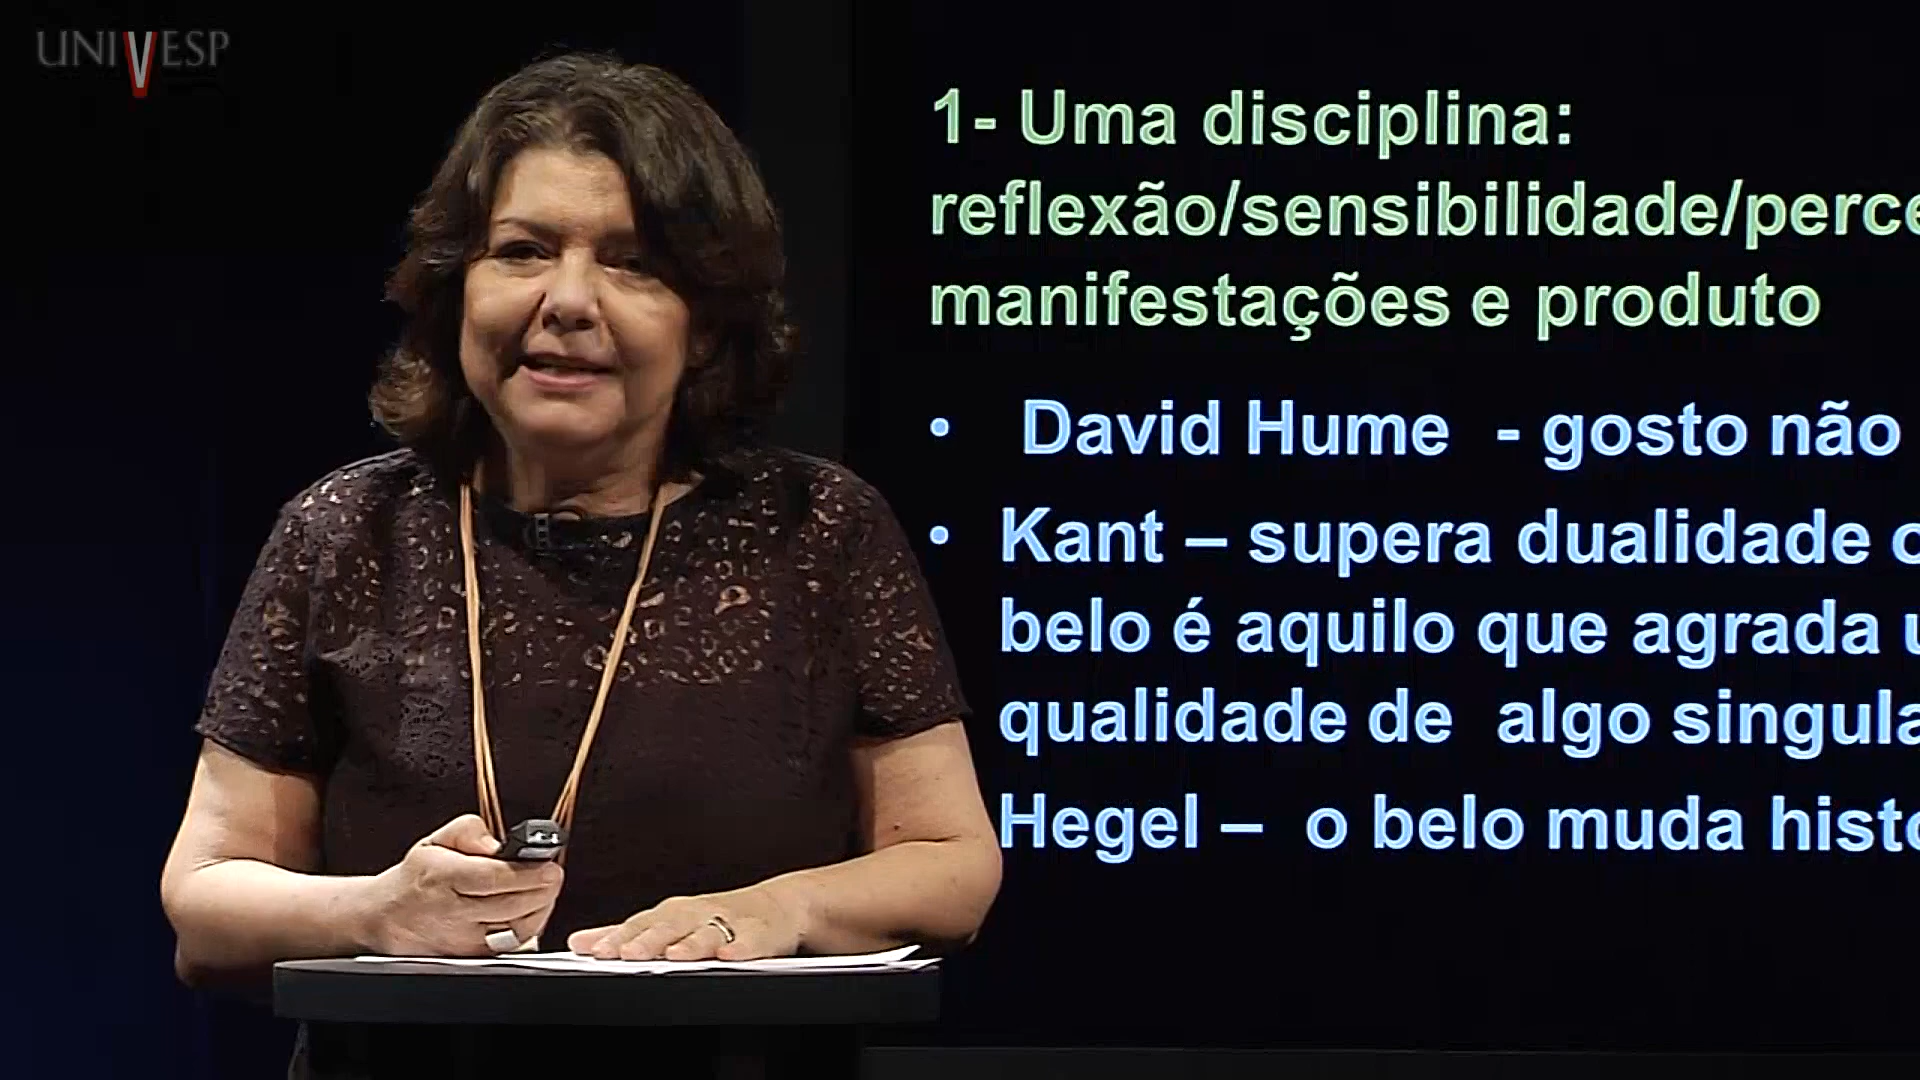 UNIVESP
1- Uma disciplina:
reflexão/sensibilidade/perce
manifestações e produto
• David Hume - gosto não
• Kant – supera dualidade
belo é aquilo que agrada
qualidade de algo singula
Hegel – o belo muda histo